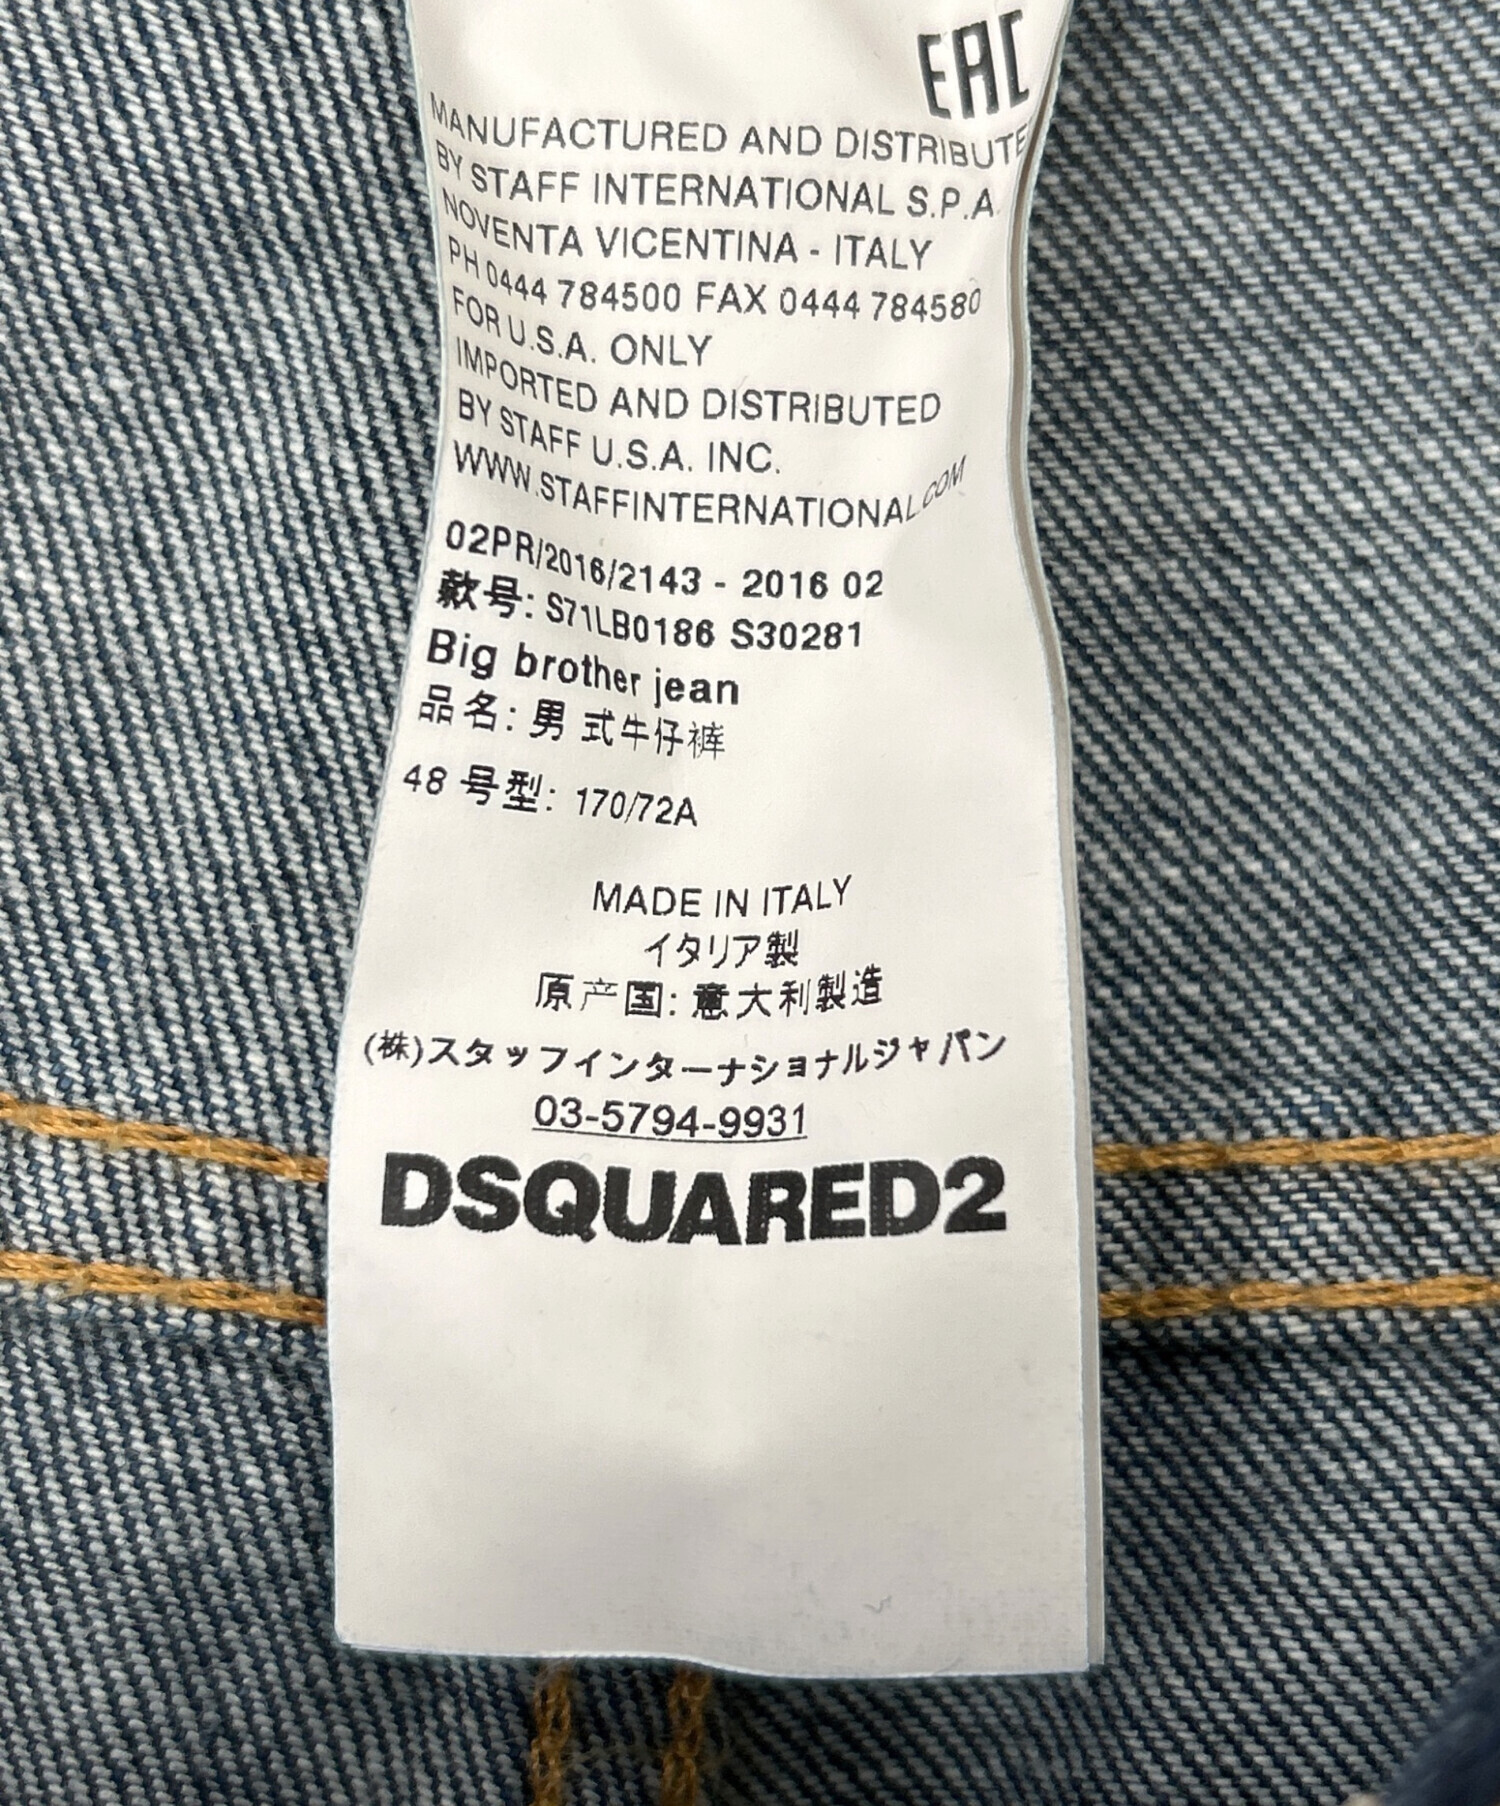 EAC
MANUFACTURED AND DISTRIBUTE
BY STAFF INTERNATIONAL S.P.A.
NOVENTA VICENTINA - ITALY
PH 0444 784500 FAX 0444 784580
FOR U.S.A. ONLY
IMPORTED AND DISTRIBUTED
BY STAFF U.S.A. INC.
WWW.STAFFINTERNATIONAL.COM
02PR/2016/2143 - 2016 02
款号: S71LB0186 S30281
Big brother jean
品名: 男式牛仔裤
48 号型: 170/72A
MADE IN ITALY
イタリア製
原产国: 意大利製造
(株)スタッフインターナショナルジャパン
03-5794-9931
DSQUARED2